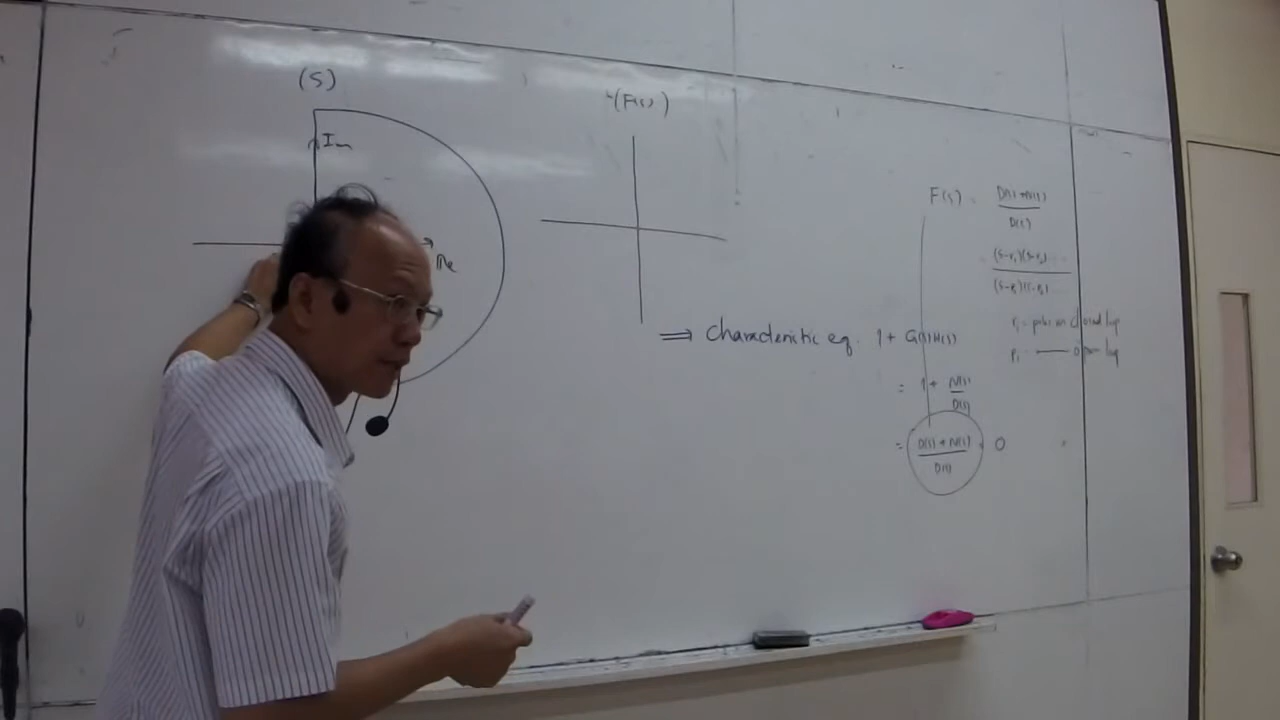 (S)
Im
Re
(F(s))
⟹ Characteristic eq. 1 + G(s)H(s)
= 1 + N(s)/D(s)
= D(s) + N(s)/D(s) = 0
F(s) = D(s) + N(s)/D(s)
(s-r₁)(s-r₂)...
(s-p₁)(s-p₂)...
rᵢ = poles on closed loop
pᵢ — open loop